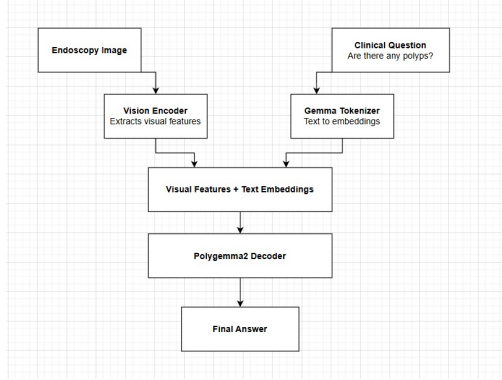 Endoscopy Image
Clinical Question
Are there any polyps?
Vision Encoder
Extracts visual features
Gemma Tokenizer
Text to embeddings
Visual Features + Text Embeddings
Polygemma2 Decoder
Final Answer